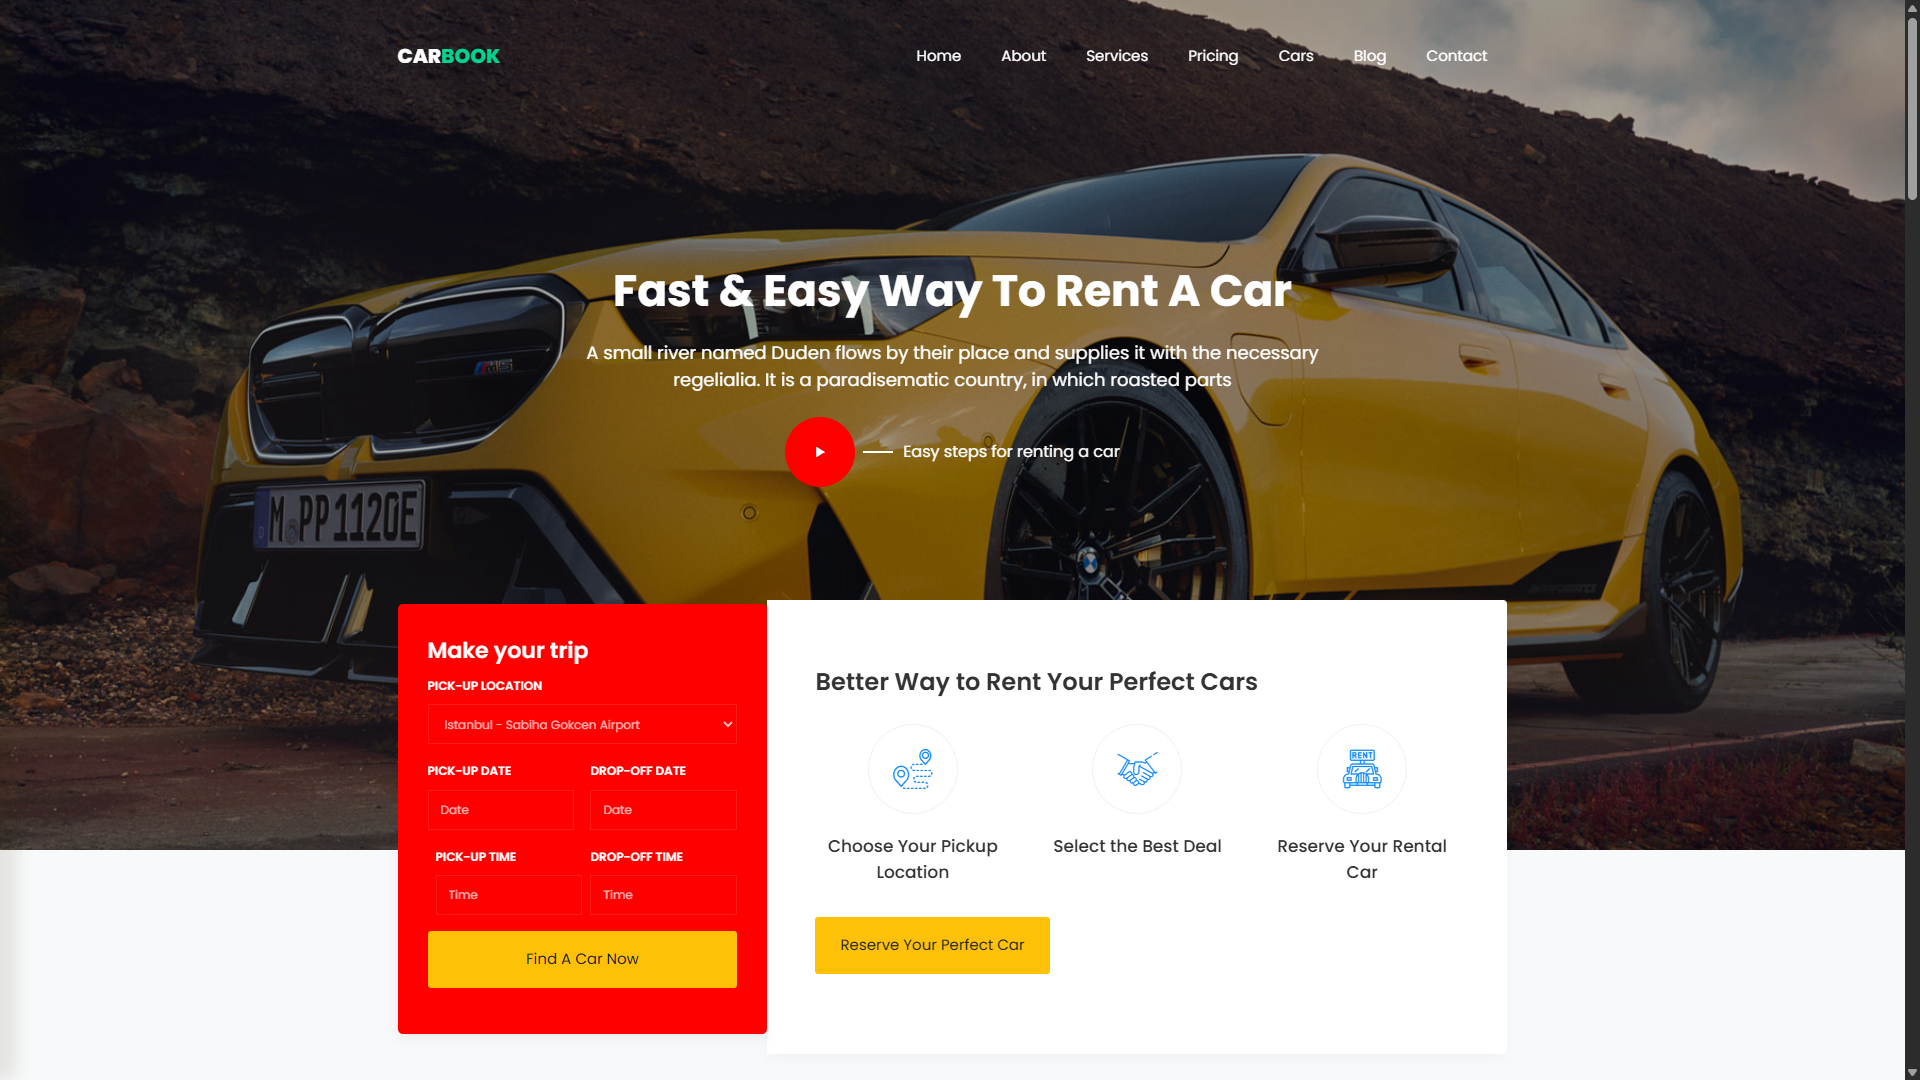 CARBOOK
Home About Services Pricing Cars Blog Contact
Fast & Easy Way To Rent A Car
A small river named Duden flows by their place and supplies it with the necessary
regelialia. It is a paradisematic country, in which roasted parts
Easy steps for renting a car
M5
M PP 1120E
PERFORMANCE
Make your trip
PICK-UP LOCATION
Istanbul - Sabiha Gokcen Airport
PICK-UP DATE DROP-OFF DATE
Date Date
PICK-UP TIME DROP-OFF TIME
Time Time
Find A Car Now
Better Way to Rent Your Perfect Cars
RENT
Choose Your Pickup
Location
Select the Best Deal
Reserve Your Rental
Car
Reserve Your Perfect Car